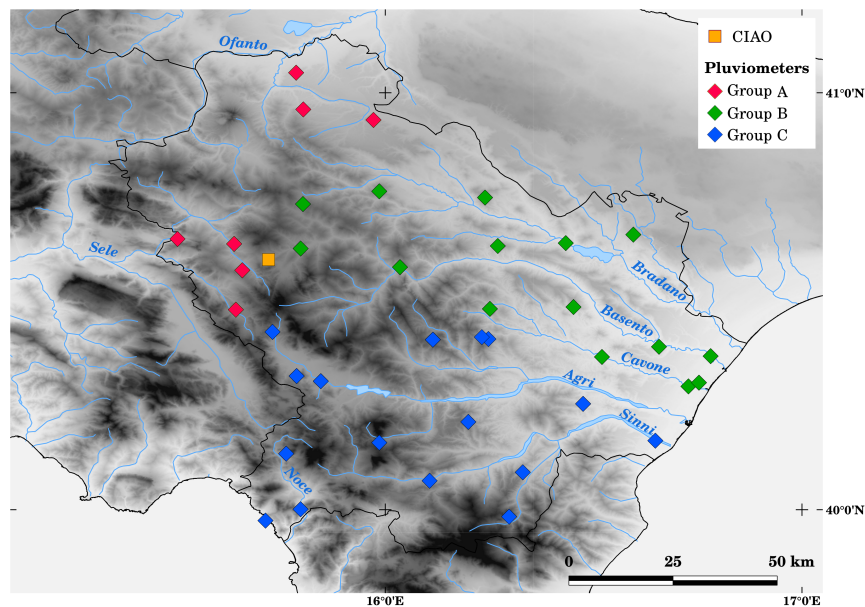 Ofanto
CIAO
Pluviometers
Group A
Group B
Group C
41°0'N
Sele
Bradano
Basento
Cavone
Agri
Sinni
Noce
40°0'N
0 25 50 km
16°0'E
17°0'E